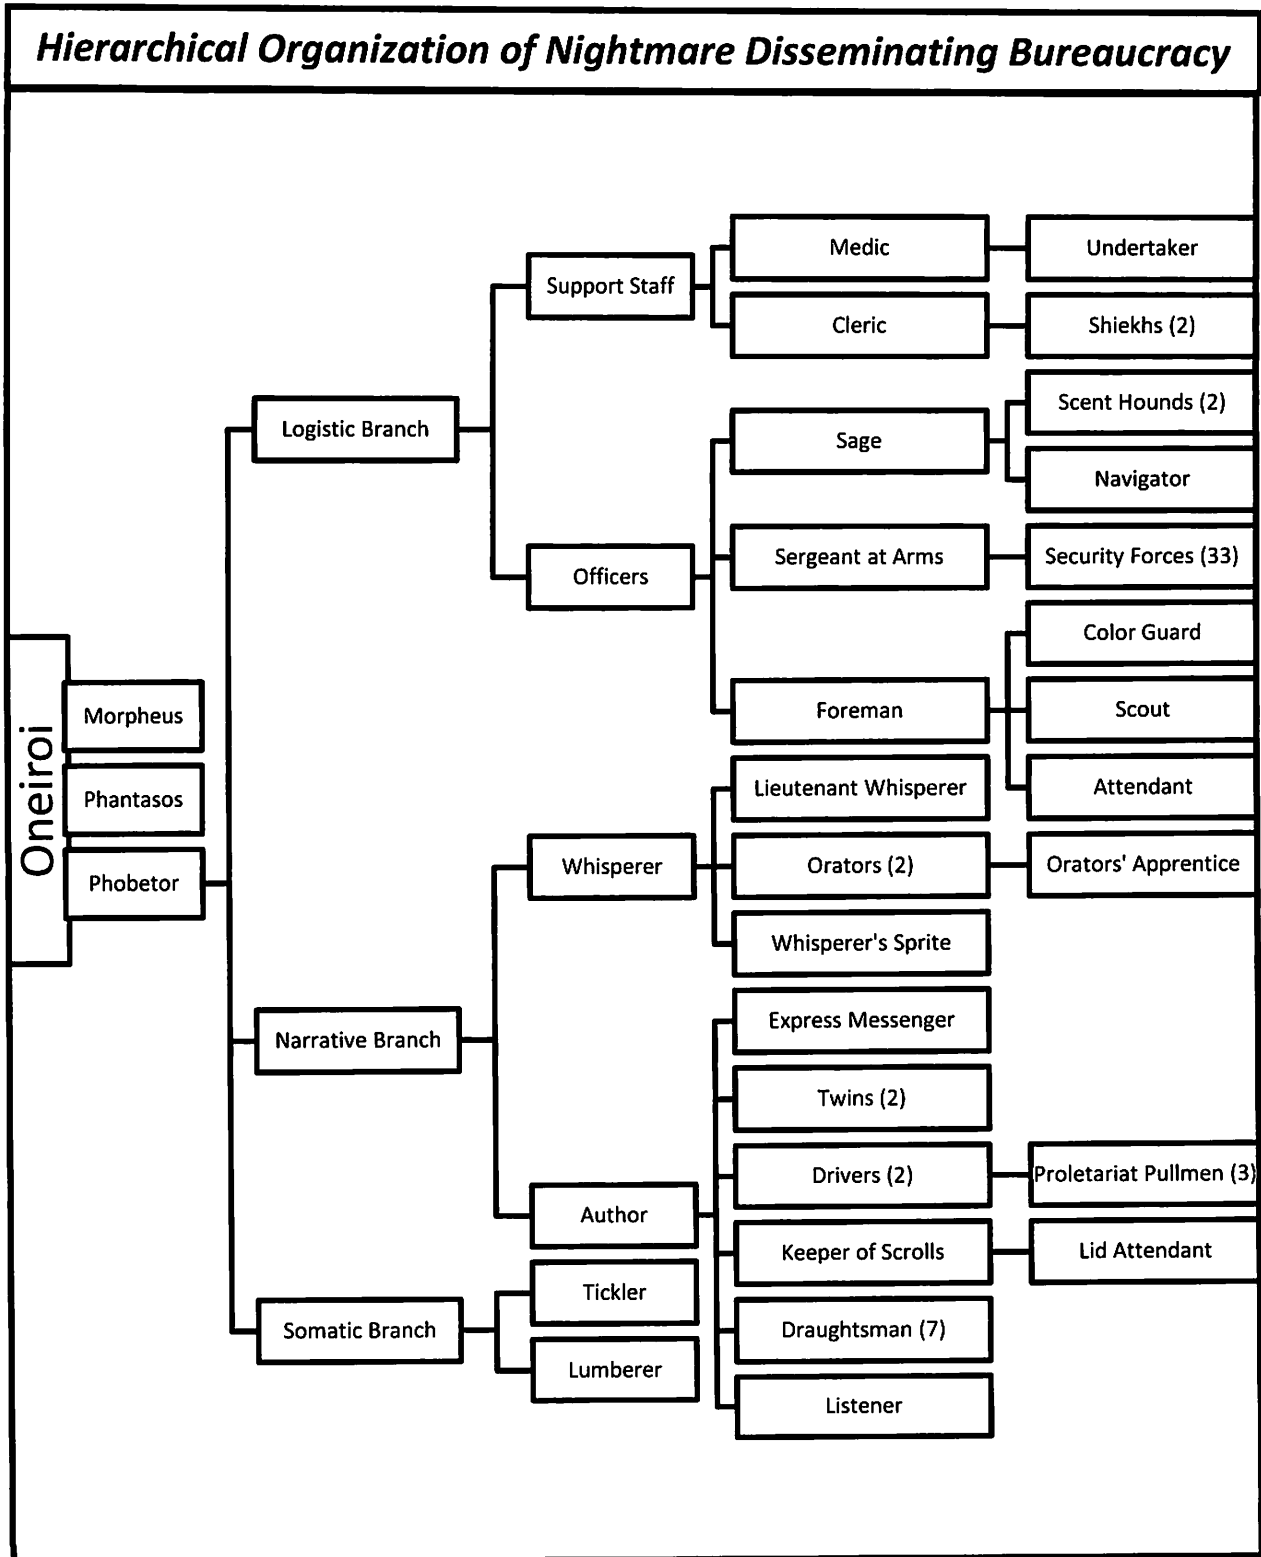 Hierarchical Organization of Nightmare Disseminating Bureaucracy
Oneiroi
Morpheus
Phantasos
Phobetor
Logistic Branch
Support Staff
Medic
Undertaker
Cleric
Shiekhs (2)
Officers
Sage
Scent Hounds (2)
Navigator
Sergeant at Arms
Security Forces (33)
Foreman
Color Guard
Scout
Attendant
Narrative Branch
Whisperer
Lieutenant Whisperer
Orators (2)
Orators' Apprentice
Whisperer's Sprite
Author
Express Messenger
Twins (2)
Drivers (2)
Proletariat Pullmen (3)
Keeper of Scrolls
Lid Attendant
Draughtsman (7)
Listener
Somatic Branch
Tickler
Lumberer